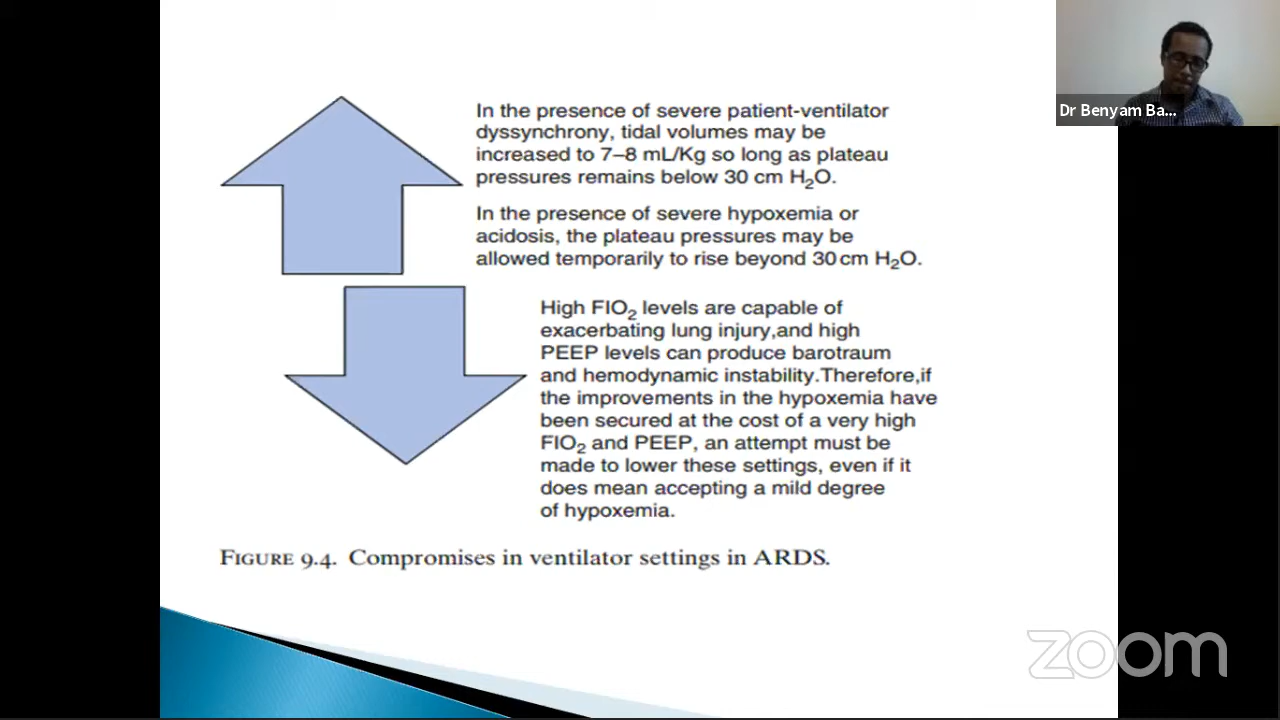 In the presence of severe patient-ventilator
dyssynchrony, tidal volumes may be
increased to 7–8 mL/Kg so long as plateau
pressures remains below 30 cm H₂O.
In the presence of severe hypoxemia or
acidosis, the plateau pressures may be
allowed temporarily to rise beyond 30 cm H₂O.
High FIO₂ levels are capable of
exacerbating lung injury,and high
PEEP levels can produce barotraum
and hemodynamic instability.Therefore,if
the improvements in the hypoxemia have
been secured at the cost of a very high
FIO₂ and PEEP, an attempt must be
made to lower these settings, even if it
does mean accepting a mild degree
of hypoxemia.
FIGURE 9.4. Compromises in ventilator settings in ARDS.
Dr Benyam Ba...
zoom